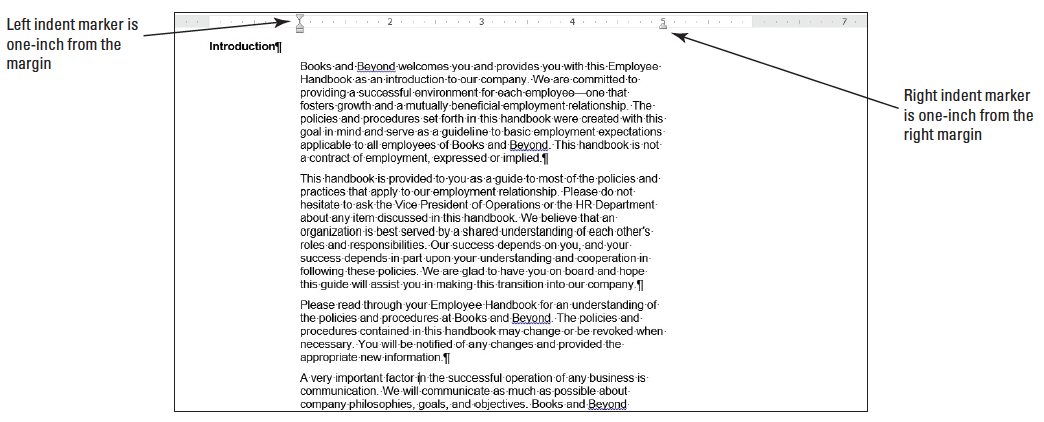 Left indent marker is
one-inch from the
margin
2 3 4 5 7
Introduction¶
Books and Beyond welcomes you and provides you with this Employee
Handbook as an introduction to our company. We are committed to
providing a successful environment for each employee—one that
fosters growth and a mutually beneficial employment relationship. The
policies and procedures set forth in this handbook were created with this
goal in mind and serve as a guideline to basic employment expectations
applicable to all employees of Books and Beyond. This handbook is not
a contract of employment, expressed or implied.¶
This handbook is provided to you as a guide to most of the policies and
practices that apply to our employment relationship. Please do not
hesitate to ask the Vice President of Operations or the HR Department
about any item discussed in this handbook. We believe that an
organization is best served by a shared understanding of each other's
roles and responsibilities. Our success depends on you, and your
success depends in part upon your understanding and cooperation in
following these policies. We are glad to have you on board and hope
this guide will assist you in making this transition into our company.¶
Please read through your Employee Handbook for an understanding of
the policies and procedures at Books and Beyond. The policies and
procedures contained in this handbook may change or be revoked when
necessary. You will be notified of any changes and provided the
appropriate new information.¶
A very important factor in the successful operation of any business is
communication. We will communicate as much as possible about
company philosophies, goals, and objectives. Books and Beyond
Right indent marker
is one-inch from the
right margin